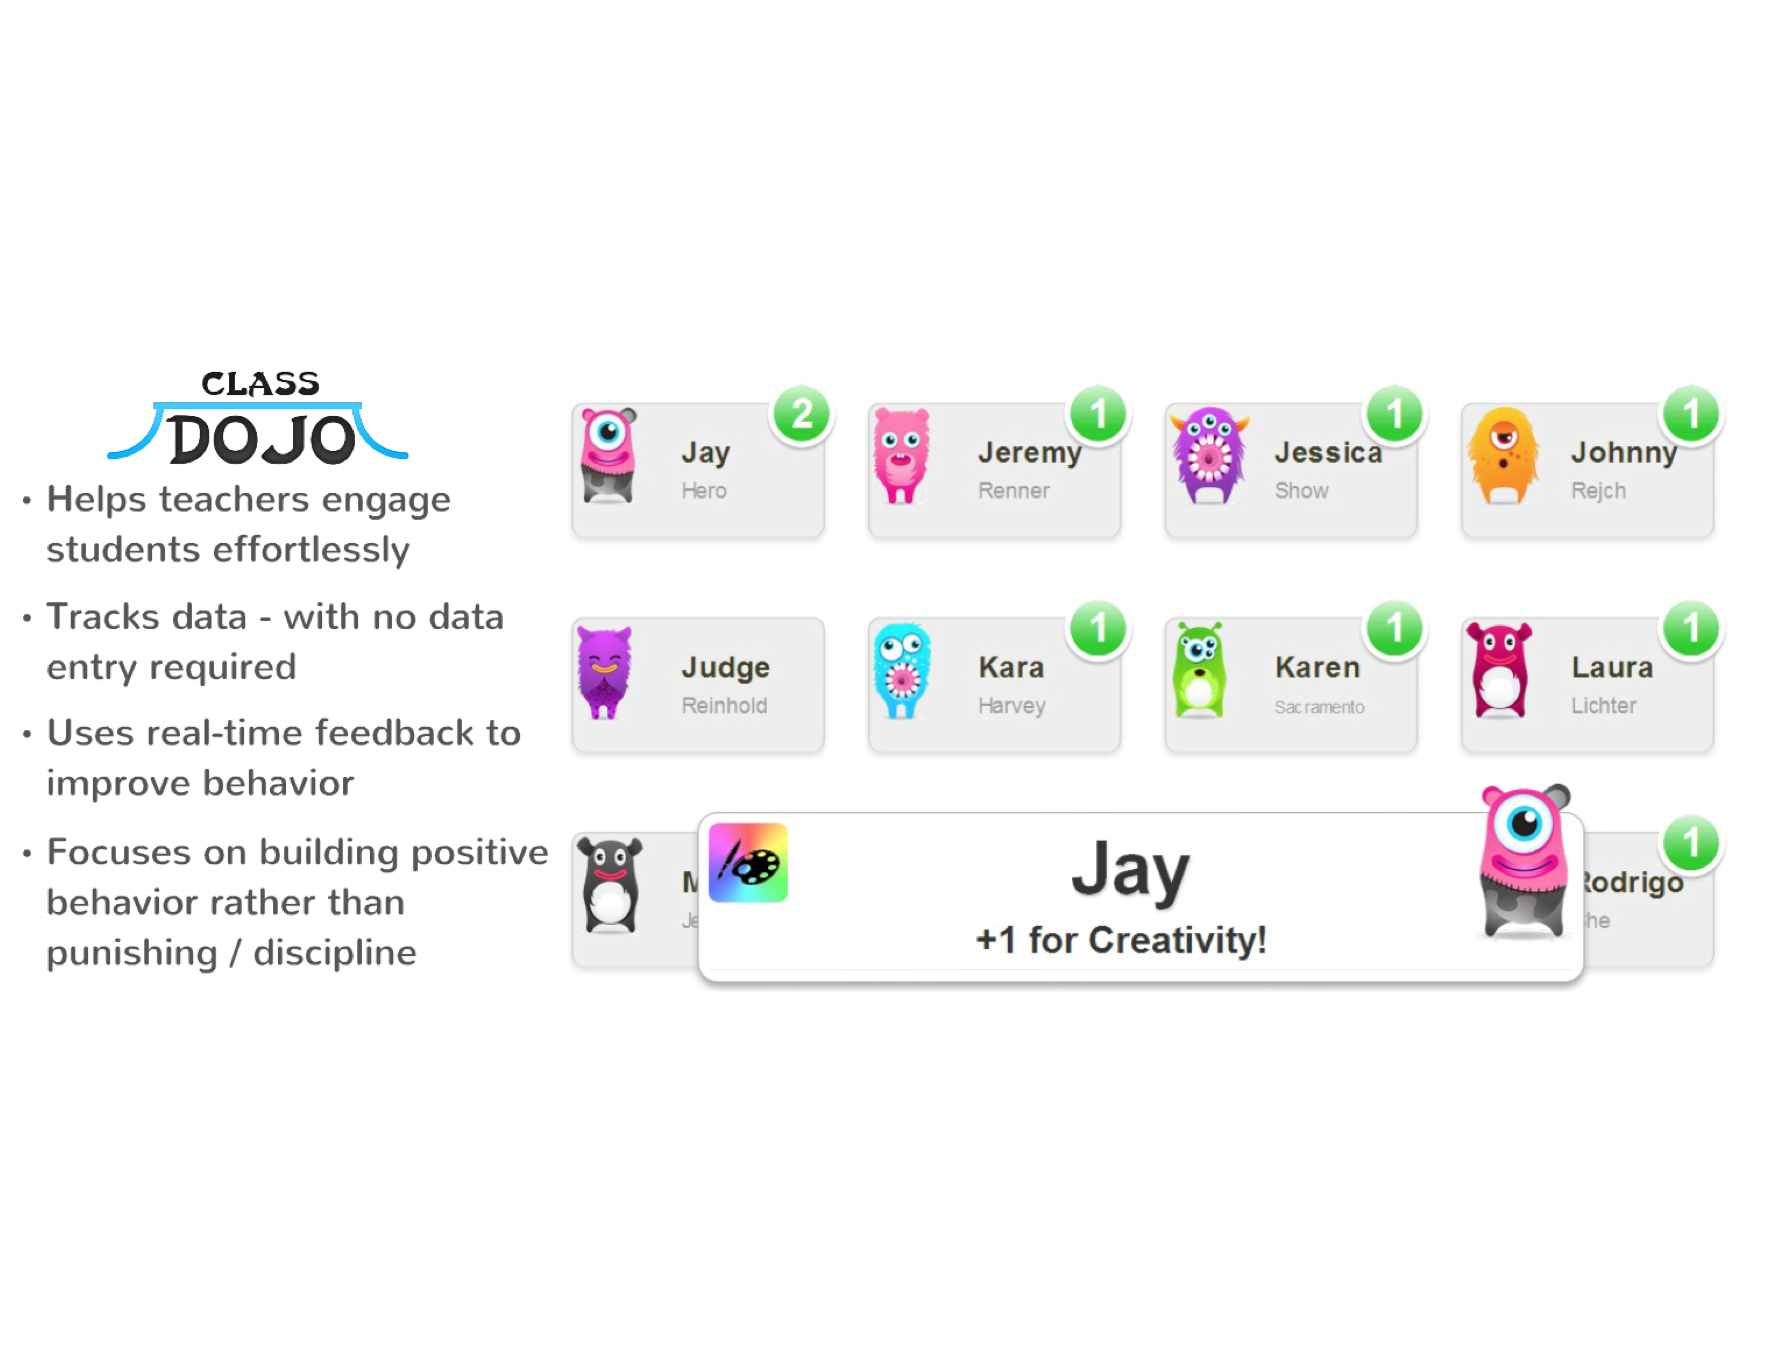 CLASS
DOJO
• Helps teachers engage
students effortlessly
• Tracks data - with no data
entry required
• Uses real-time feedback to
improve behavior
• Focuses on building positive
behavior rather than
punishing / discipline
2
Jay
Hero
1
Jeremy
Renner
1
Jessica
Show
1
Johnny
Rejch
Judge
Reinhold
1
Kara
Harvey
1
Karen
Sacramento
1
Laura
Lichter
Jay
+1 for Creativity!
1
Rodrigo